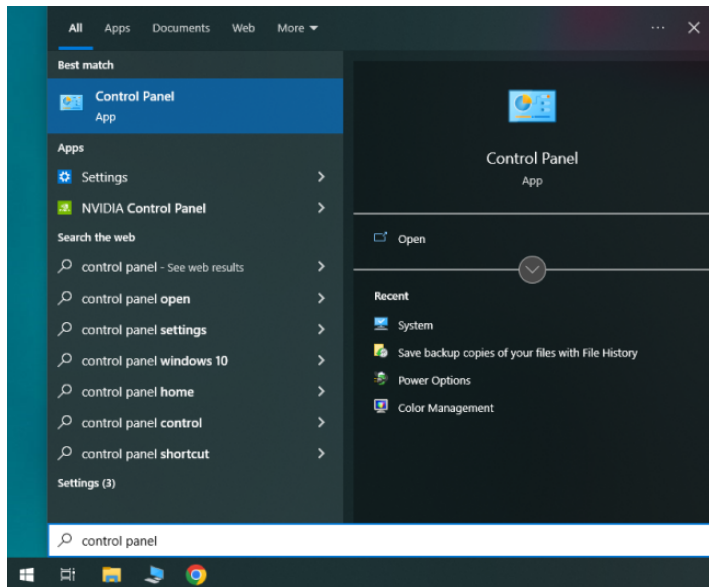 All Apps Documents Web More
Best match
Control Panel
App
Apps
Settings
NVIDIA Control Panel
Search the web
control panel - See web results
control panel open
control panel settings
control panel windows 10
control panel home
control panel control
control panel shortcut
Settings (3)
Control Panel
App
Open
Recent
System
Save backup copies of your files with File History
Power Options
Color Management
control panel